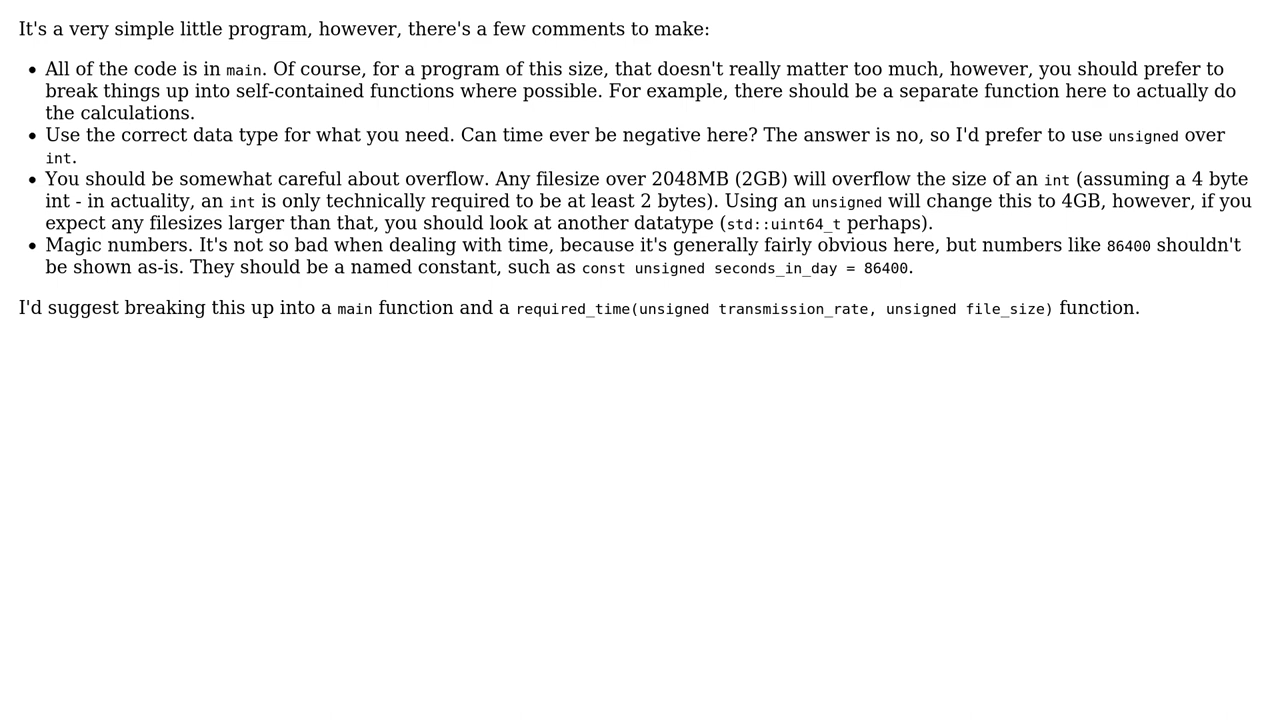 It's a very simple little program, however, there's a few comments to make:
• All of the code is in main. Of course, for a program of this size, that doesn't really matter too much, however, you should prefer to
break things up into self-contained functions where possible. For example, there should be a separate function here to actually do
the calculations.
• Use the correct data type for what you need. Can time ever be negative here? The answer is no, so I'd prefer to use unsigned over
int.
• You should be somewhat careful about overflow. Any filesize over 2048MB (2GB) will overflow the size of an int (assuming a 4 byte
int - in actuality, an int is only technically required to be at least 2 bytes). Using an unsigned will change this to 4GB, however, if you
expect any filesizes larger than that, you should look at another datatype (std::uint64_t perhaps).
• Magic numbers. It's not so bad when dealing with time, because it's generally fairly obvious here, but numbers like 86400 shouldn't
be shown as-is. They should be a named constant, such as const unsigned seconds_in_day = 86400.
I'd suggest breaking this up into a main function and a required_time(unsigned transmission_rate, unsigned file_size) function.